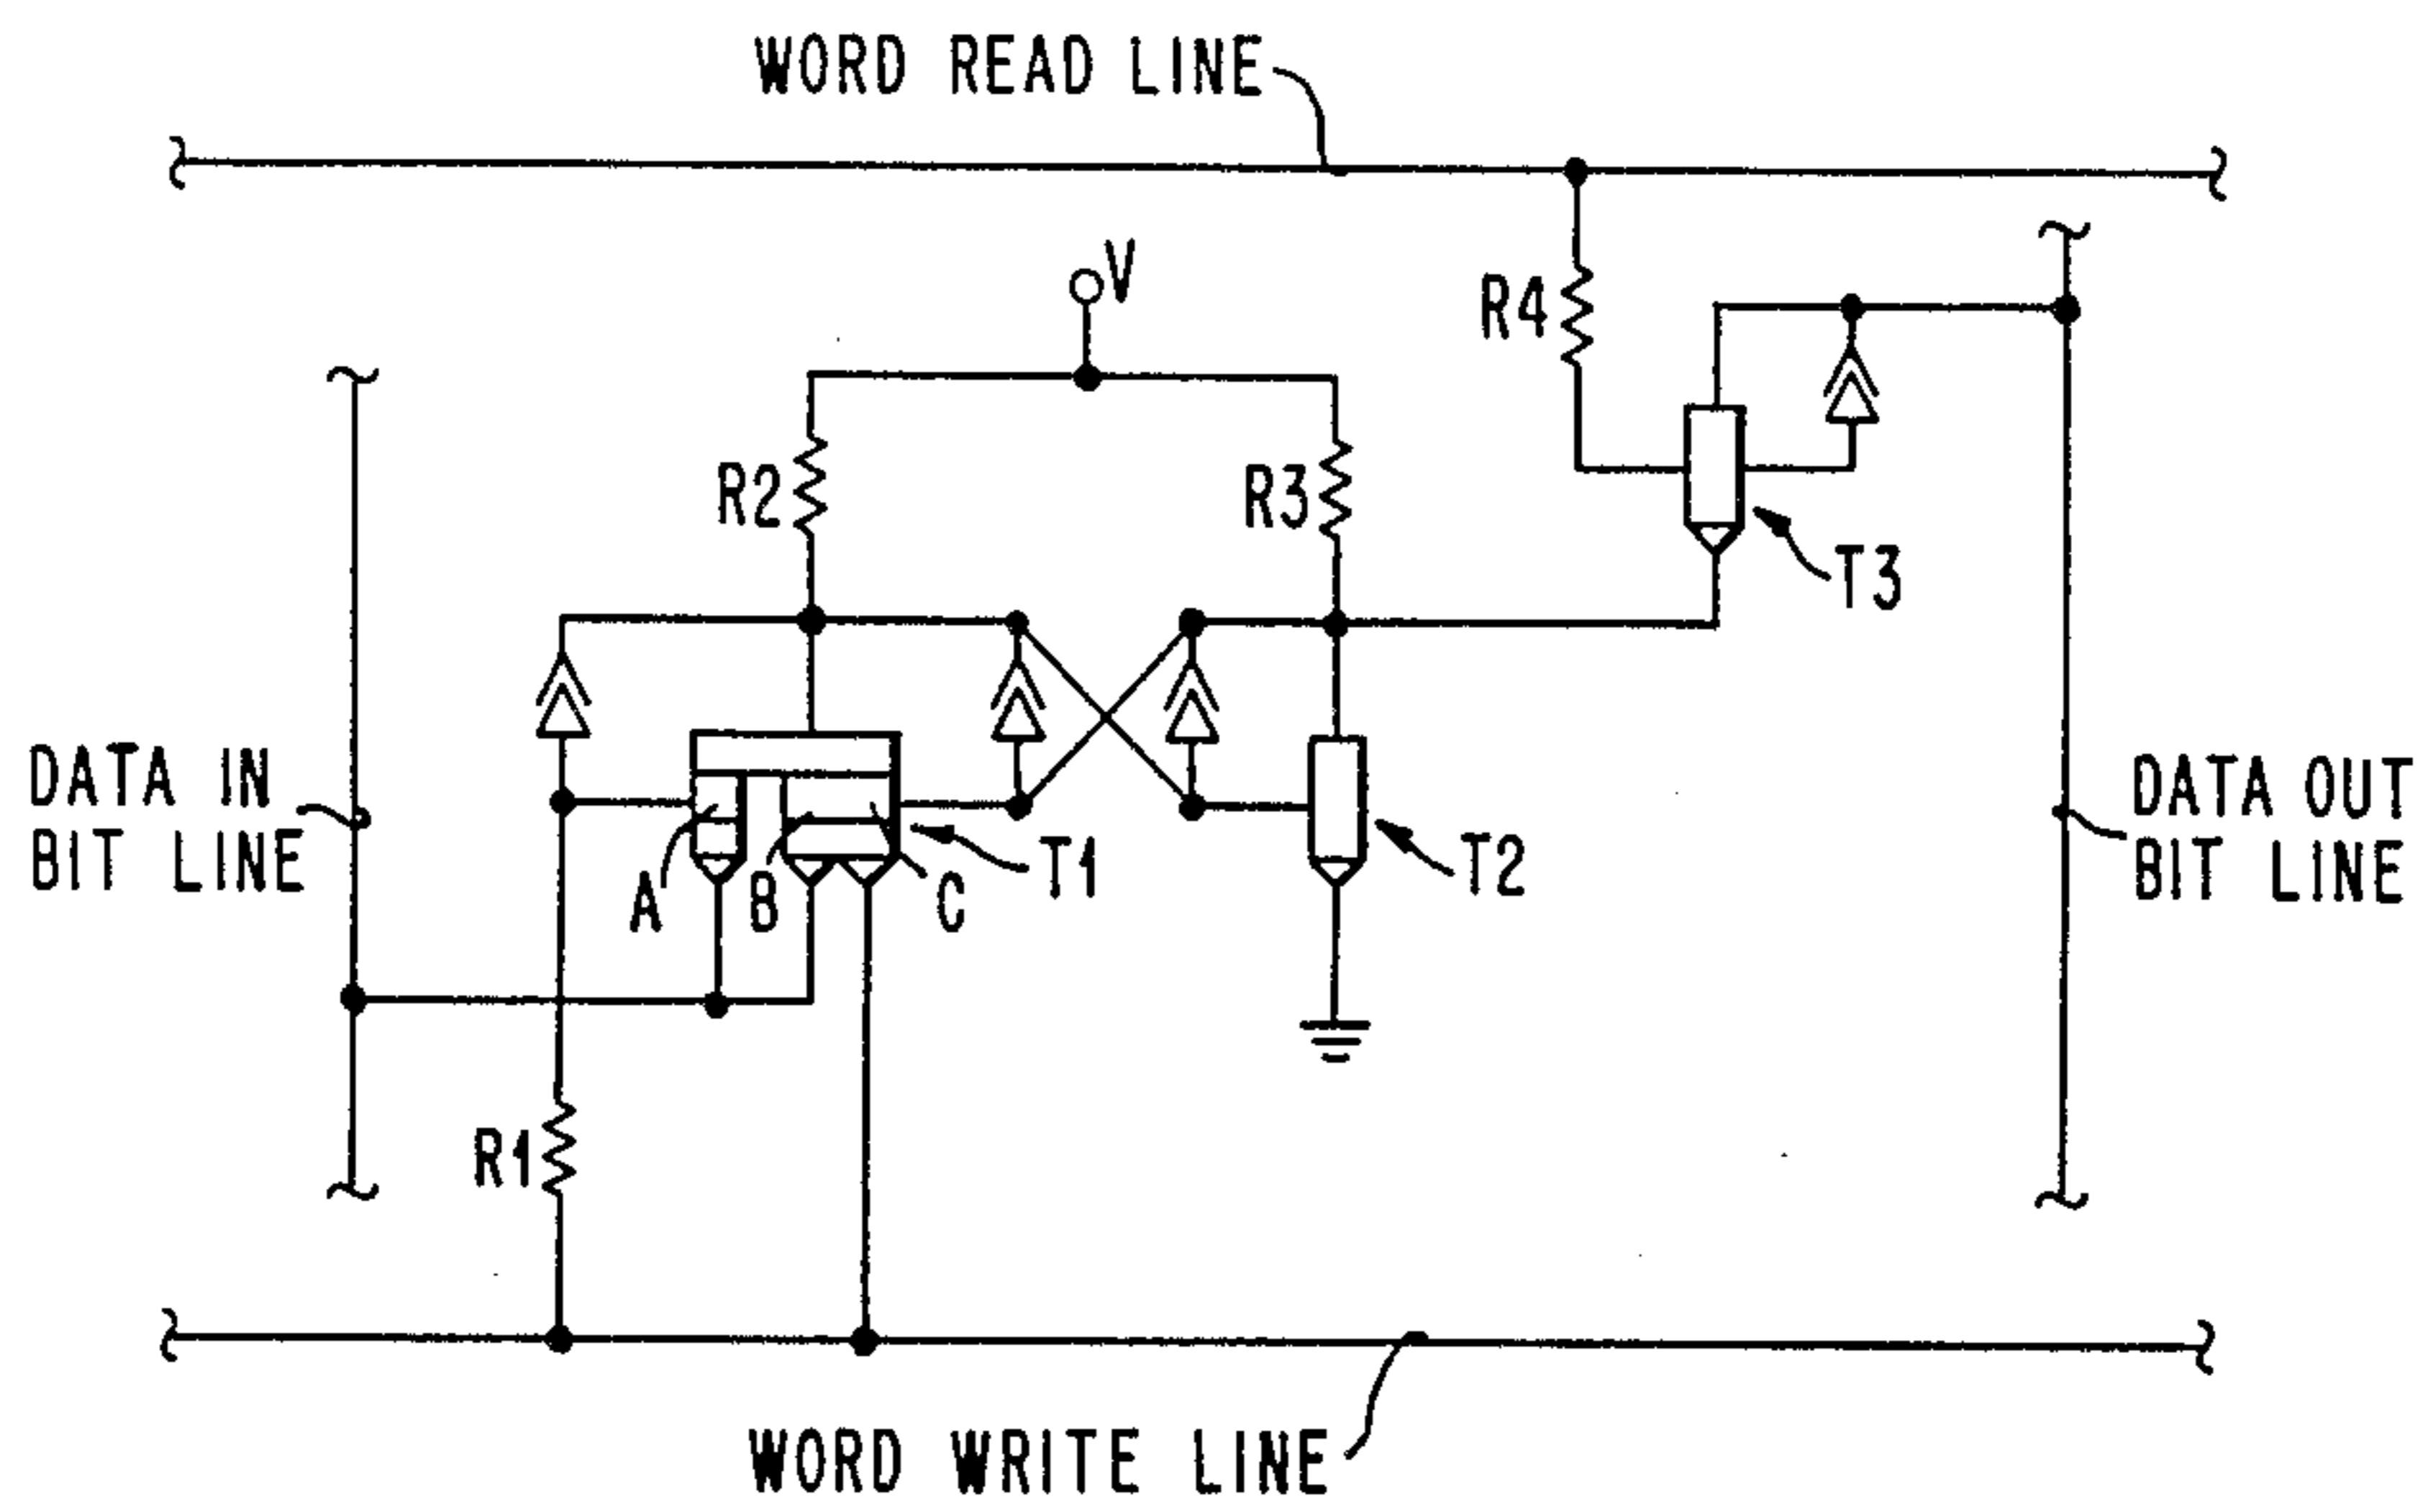 WORD READ LINE
V
R4
R2
R3
T3
DATA IN
BIT LINE
A
B
C
T1
T2
DATA OUT
BIT LINE
R1
WORD WRITE LINE